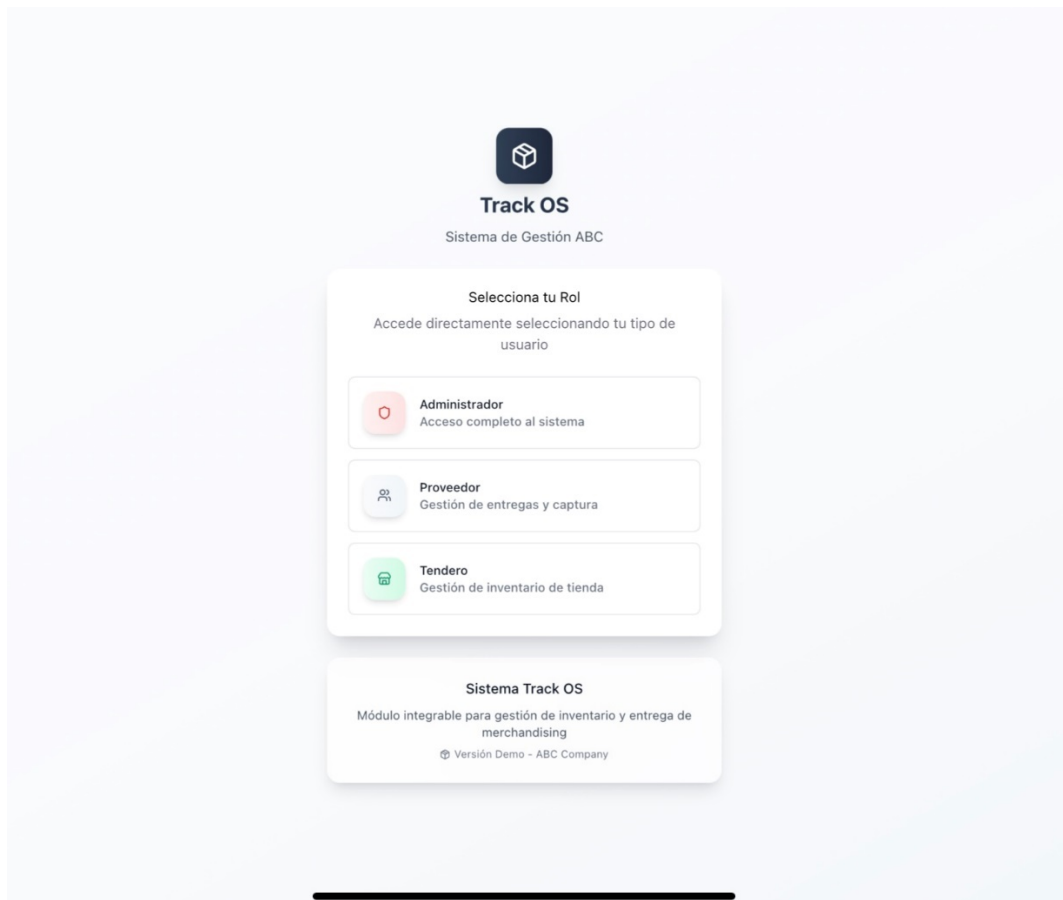 Track OS
Sistema de Gestión ABC
Selecciona tu Rol
Accede directamente seleccionando tu tipo de
usuario
Administrador
Acceso completo al sistema
Proveedor
Gestión de entregas y captura
Tendero
Gestión de inventario de tienda
Sistema Track OS
Módulo integrable para gestión de inventario y entrega de
merchandising
Versión Demo - ABC Company